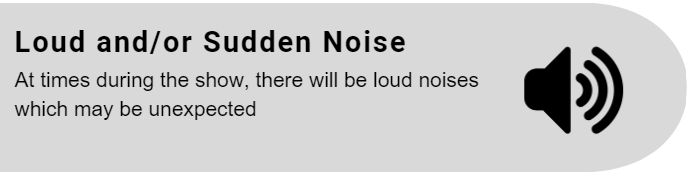 Loud and/or Sudden Noise
At times during the show, there will be loud noises
which may be unexpected